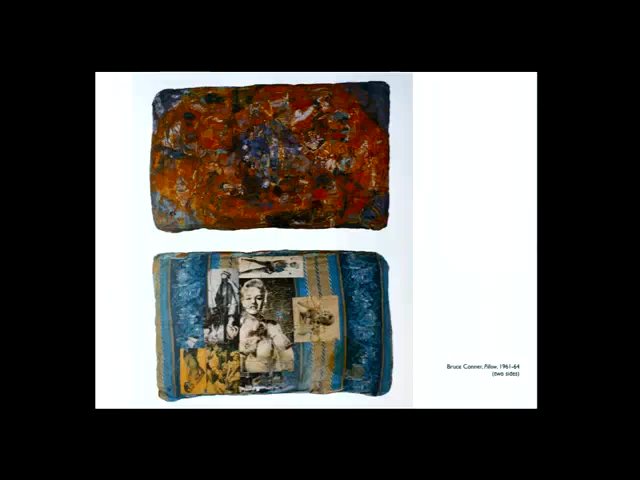 Bruce Conner, Pillow, 1961-64
(two sides)